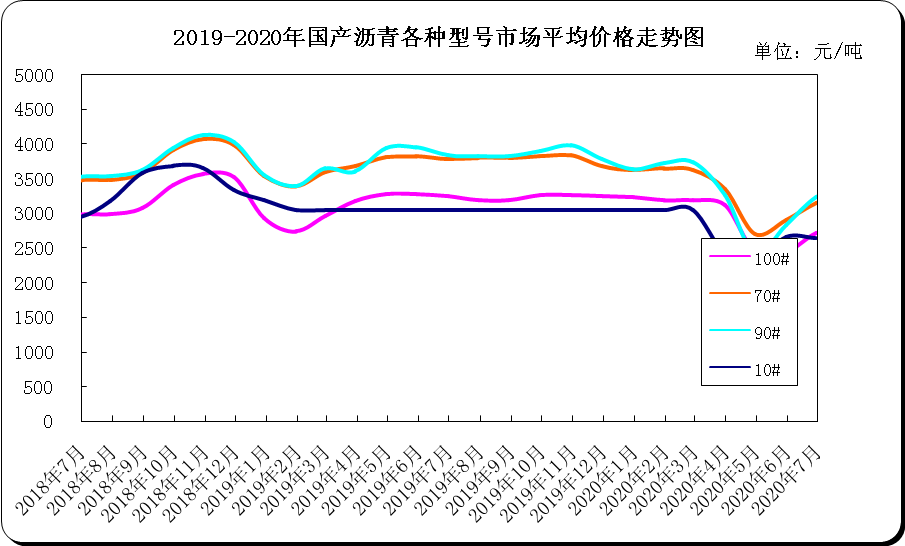 2019-2020年国产沥青各种型号市场平均价格走势图
单位：元/吨
5000
4500
4000
3500
3000
2500
2000
1500
1000
500
0
100#
70#
90#
10#
2018年7月
2018年8月
2018年9月
2018年10月
2018年11月
2018年12月
2019年1月
2019年2月
2019年3月
2019年4月
2019年5月
2019年6月
2019年7月
2019年8月
2019年9月
2019年10月
2019年11月
2019年12月
2020年1月
2020年2月
2020年3月
2020年4月
2020年5月
2020年6月
2020年7月